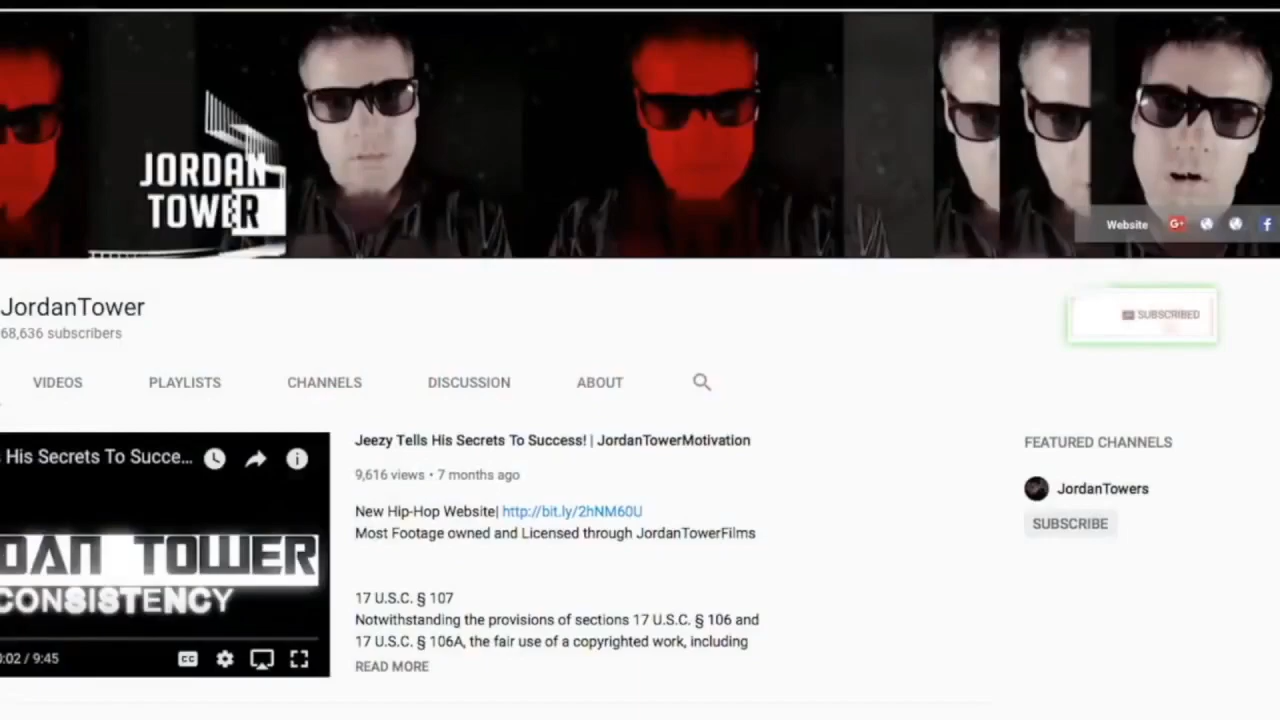 JORDAN
TOWER
Website
JordanTower
68,636 subscribers
SUBSCRIBED
VIDEOS PLAYLISTS CHANNELS DISCUSSION ABOUT
His Secrets To Succe...
DAN TOWER
CONSISTENCY
0:02 / 9:45
CC
Jeezy Tells His Secrets To Success! | JordanTowerMotivation
9,616 views • 7 months ago
New Hip-Hop Website| http://bit.ly/2hNM60U
Most Footage owned and Licensed through JordanTowerFilms
17 U.S.C. § 107
Notwithstanding the provisions of sections 17 U.S.C. § 106 and
17 U.S.C. § 106A, the fair use of a copyrighted work, including
READ MORE
FEATURED CHANNELS
JordanTowers
SUBSCRIBE